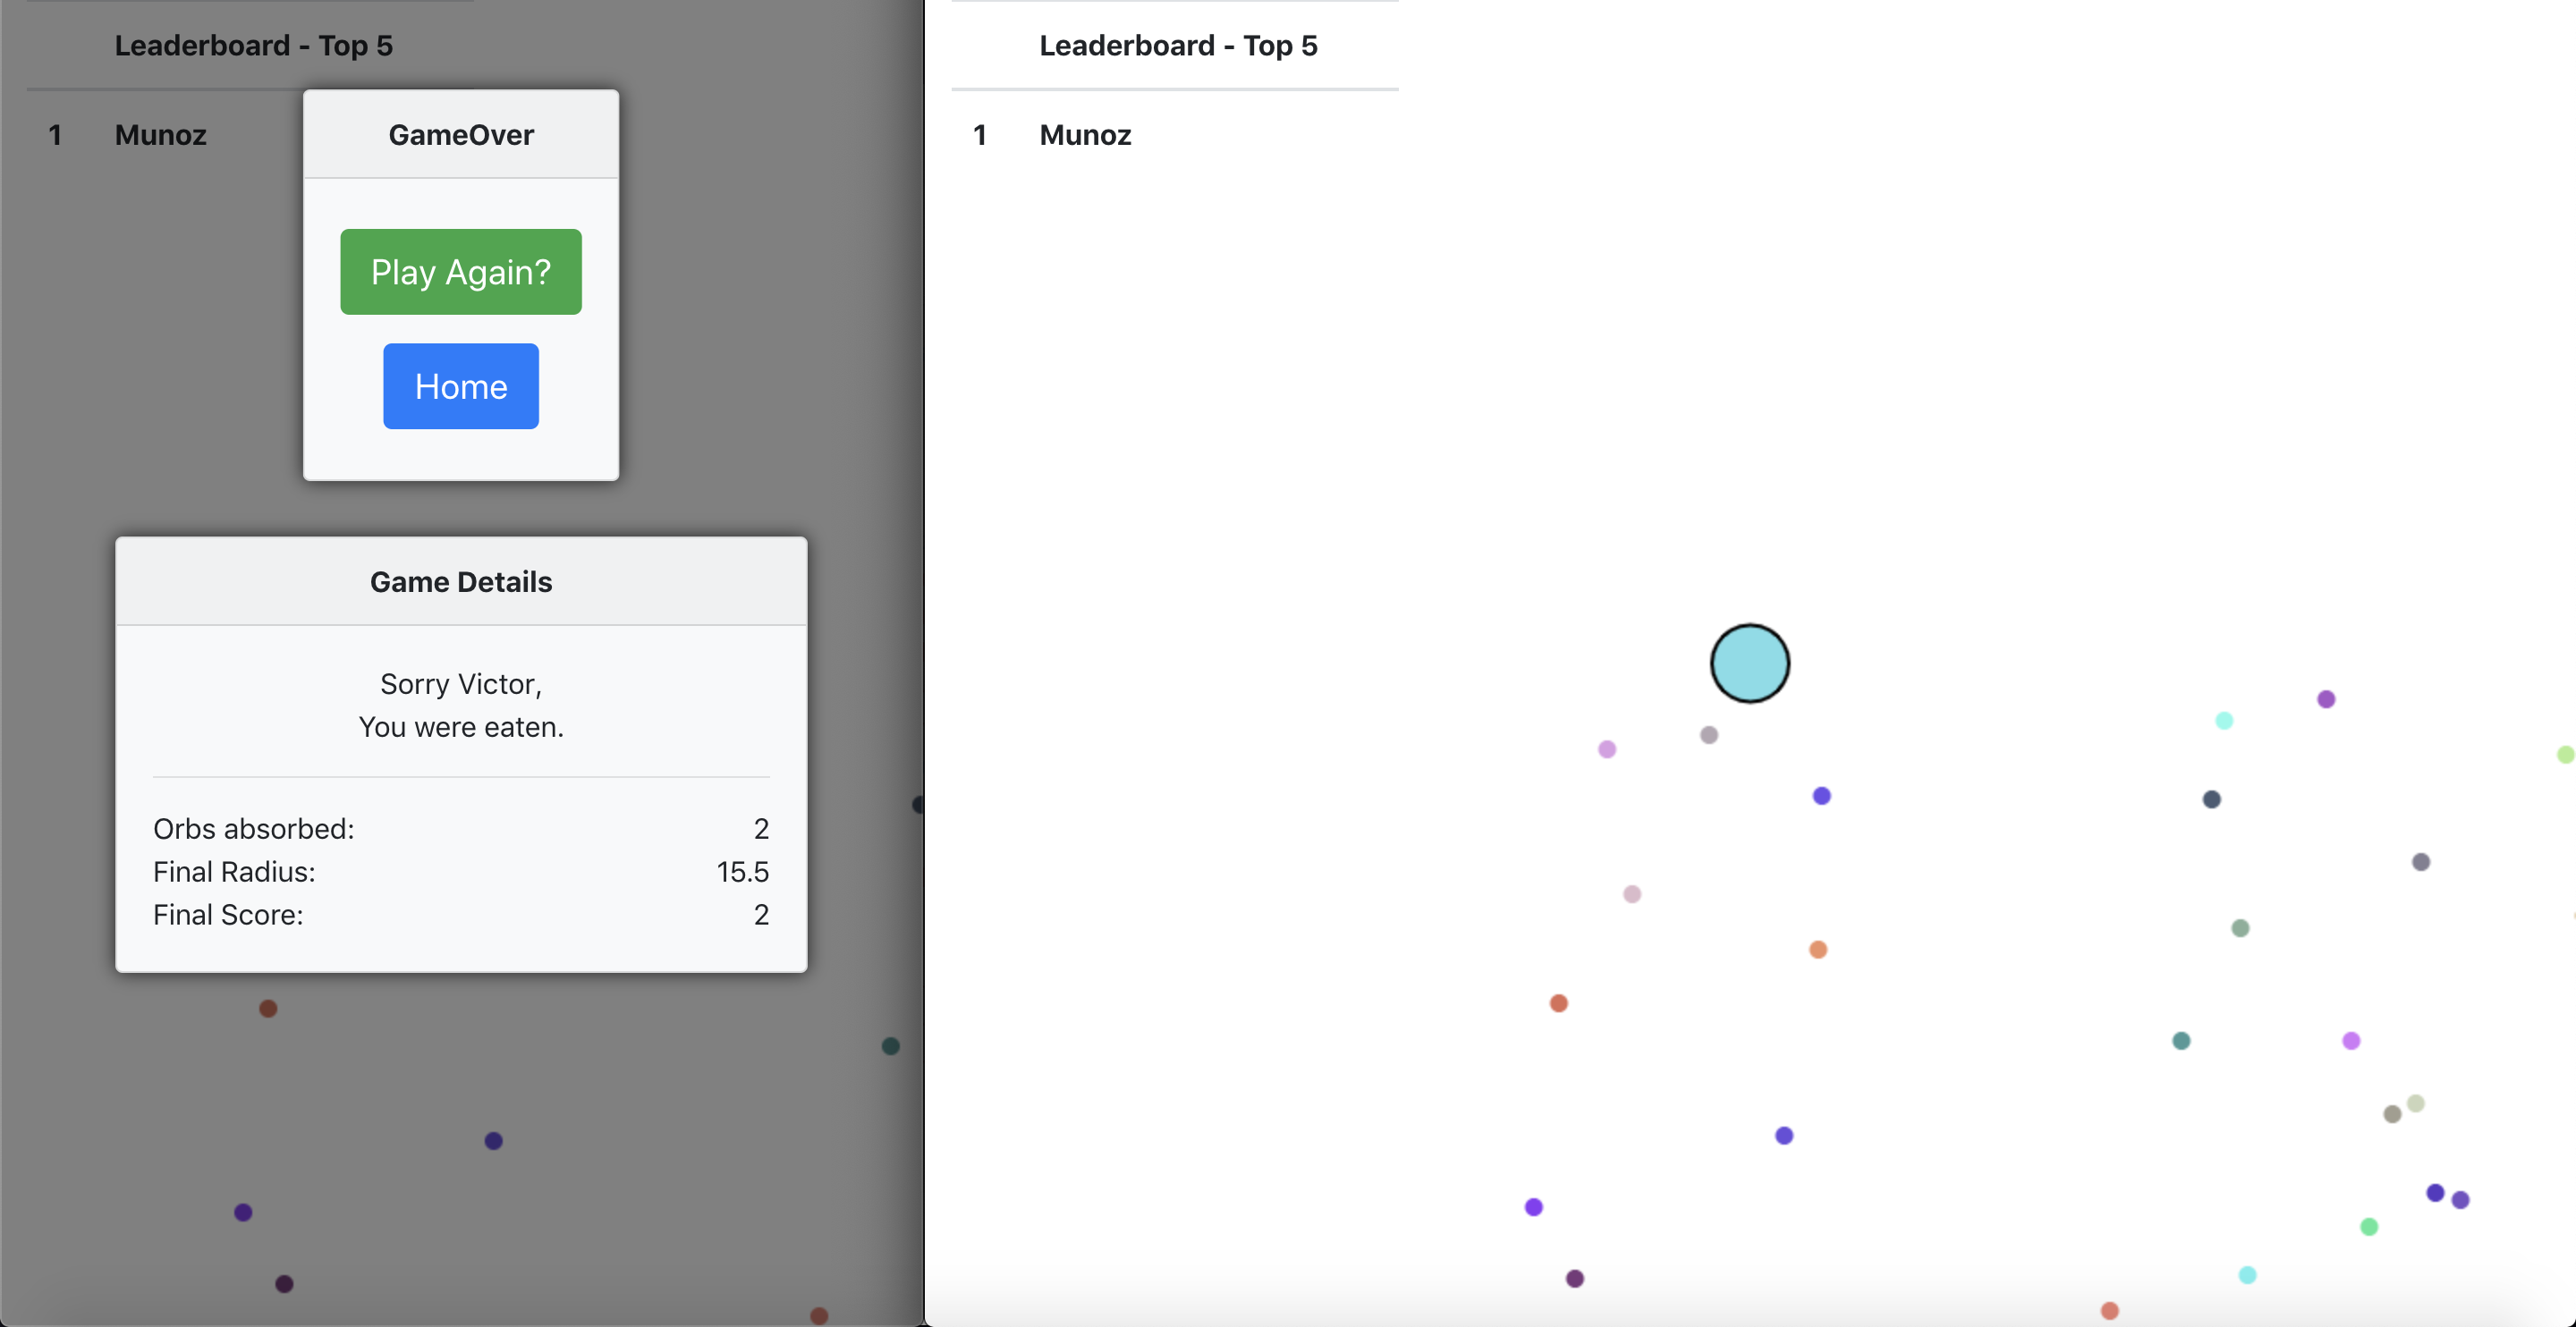 Leaderboard - Top 5
1 Munoz
GameOver
Play Again?
Home
Game Details
Sorry Victor,
You were eaten.
Orbs absorbed: 2
Final Radius: 15.5
Final Score: 2
Leaderboard - Top 5
1 Munoz